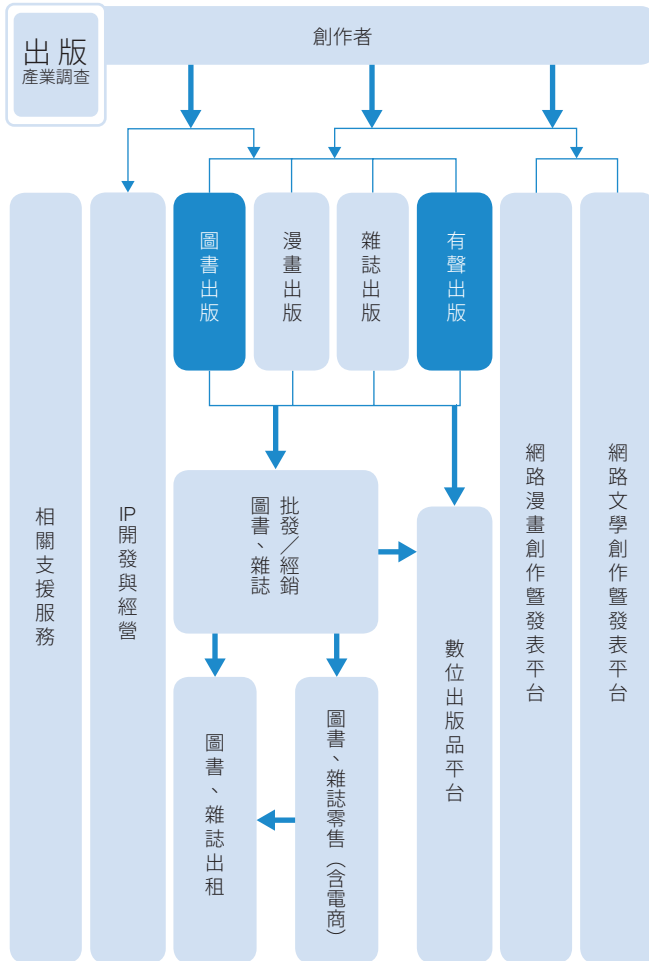 出版
產業調查
創作者
相關支援服務
IP開發與經營
圖書出版
漫畫出版
雜誌出版
有聲出版
網路漫畫創作暨發表平台
網路文學創作暨發表平台
批發／經銷
圖書、雜誌
數位出版品平台
圖書、雜誌出租
圖書、雜誌零售（含電商）